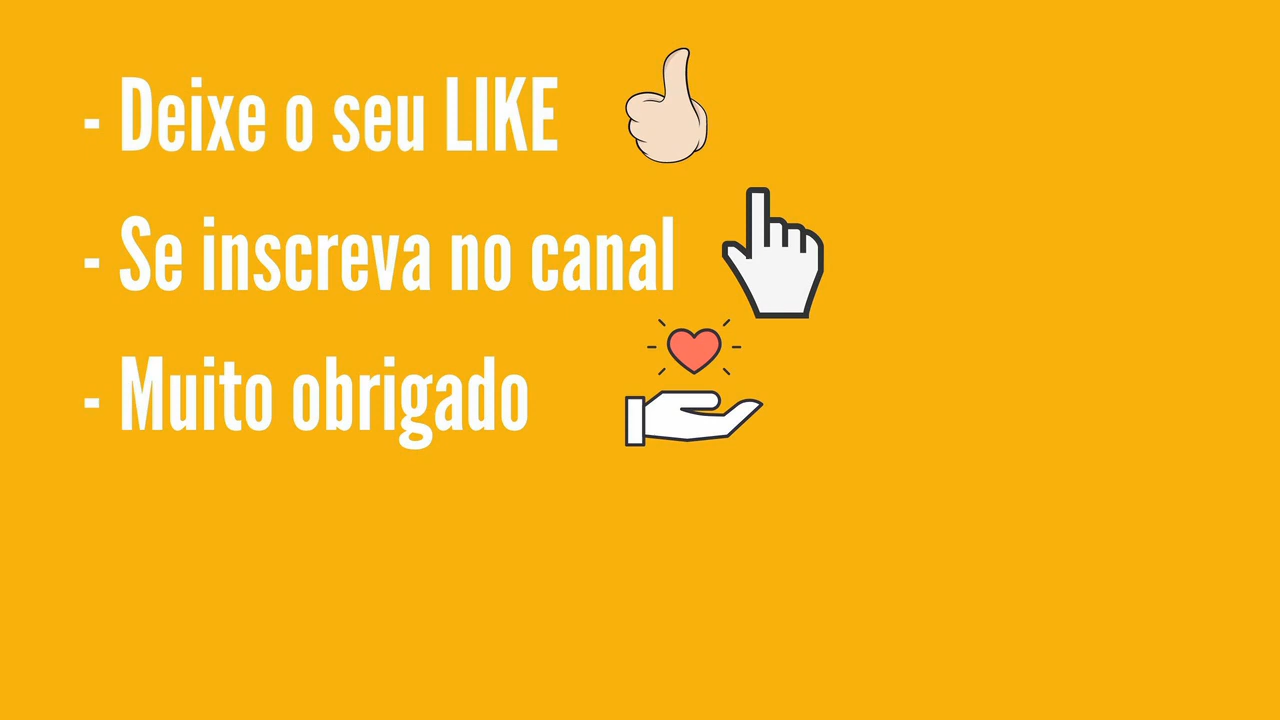 - Deixe o seu LIKE
- Se inscreva no canal
- Muito obrigado